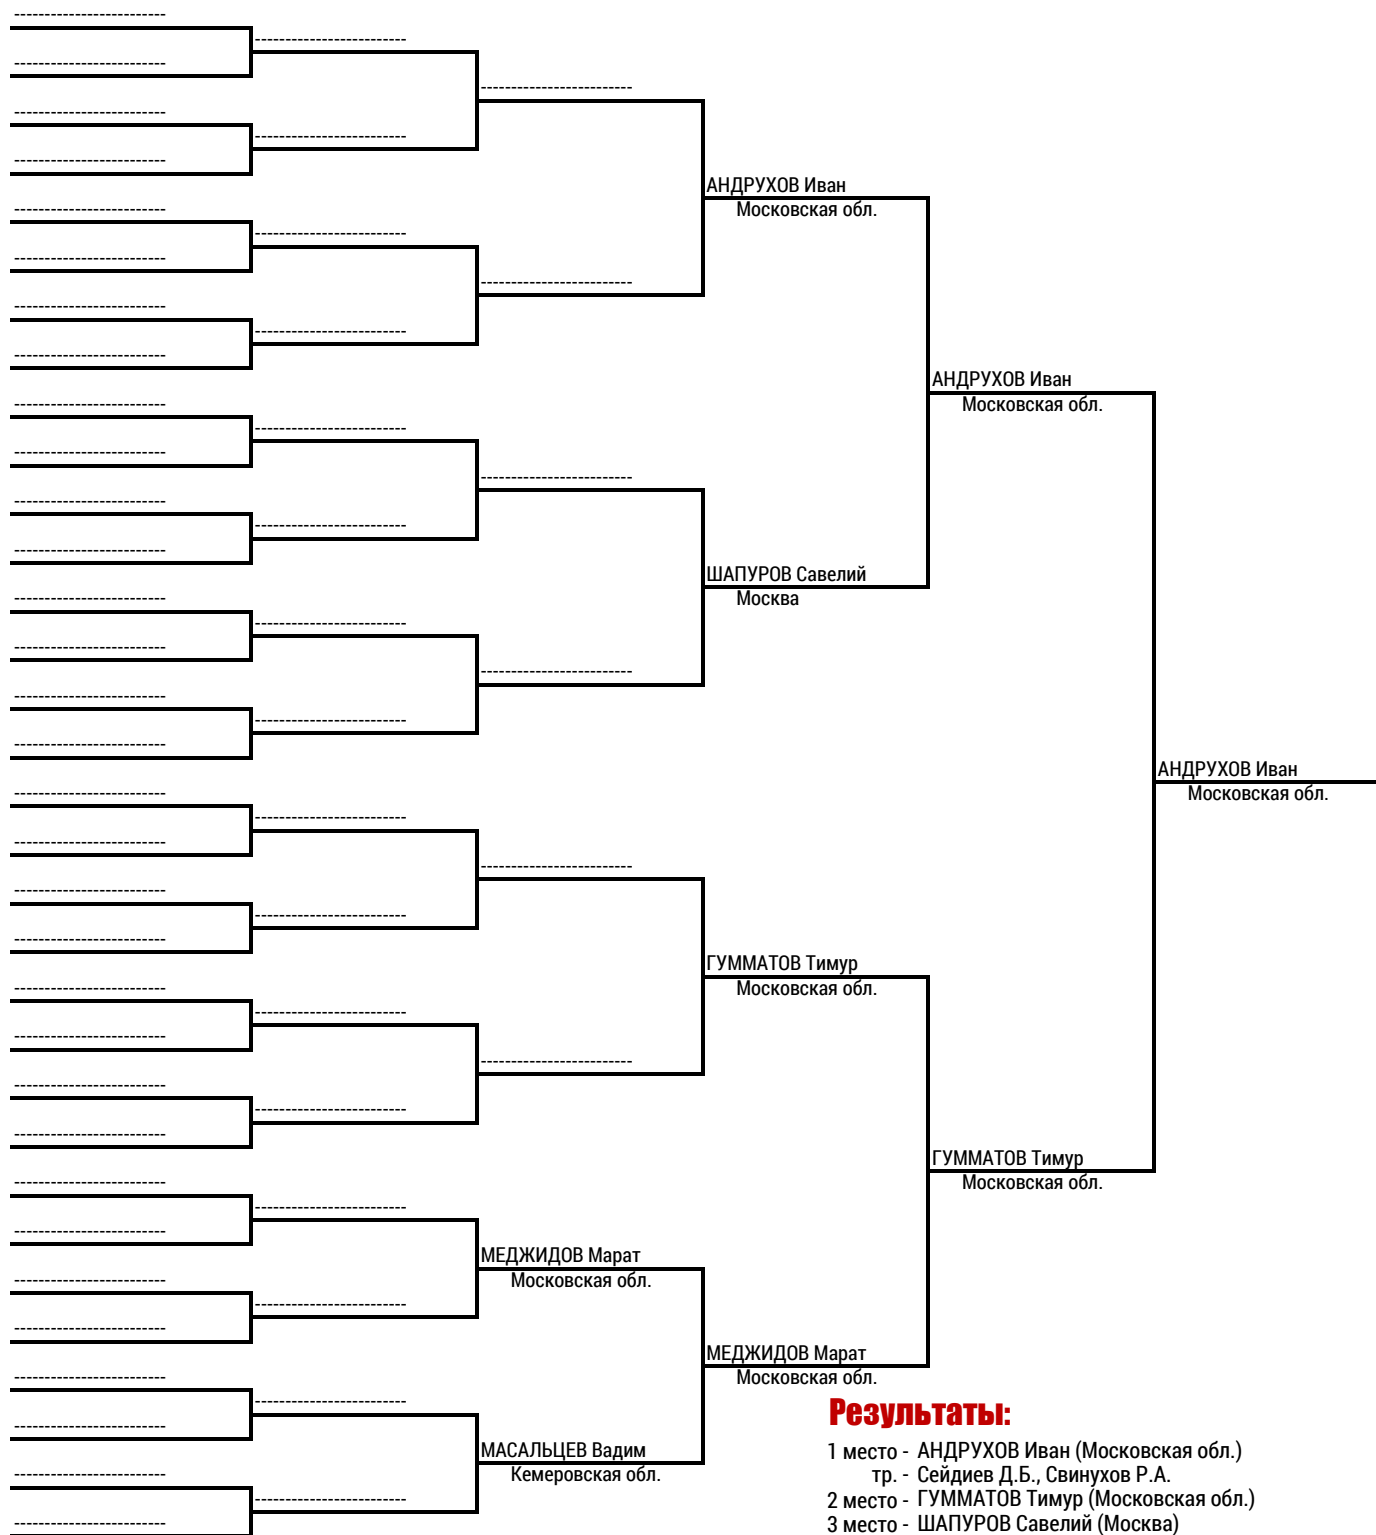 АНДРУХОВ Иван
Московская обл.
АНДРУХОВ Иван
Московская обл.
ШАПУРОВ Савелий
Москва
АНДРУХОВ Иван
Московская обл.
ГУММАТОВ Тимур
Московская обл.
ГУММАТОВ Тимур
Московская обл.
МЕДЖИДОВ Марат
Московская обл.
МЕДЖИДОВ Марат
Московская обл.
МАСАЛЬЦЕВ Вадим
Кемеровская обл.
Результаты:
1 место - АНДРУХОВ Иван (Московская обл.)
тр. - Сейдиев Д.Б., Свинухов Р.А.
2 место - ГУММАТОВ Тимур (Московская обл.)
3 место - ШАПУРОВ Савелий (Москва)